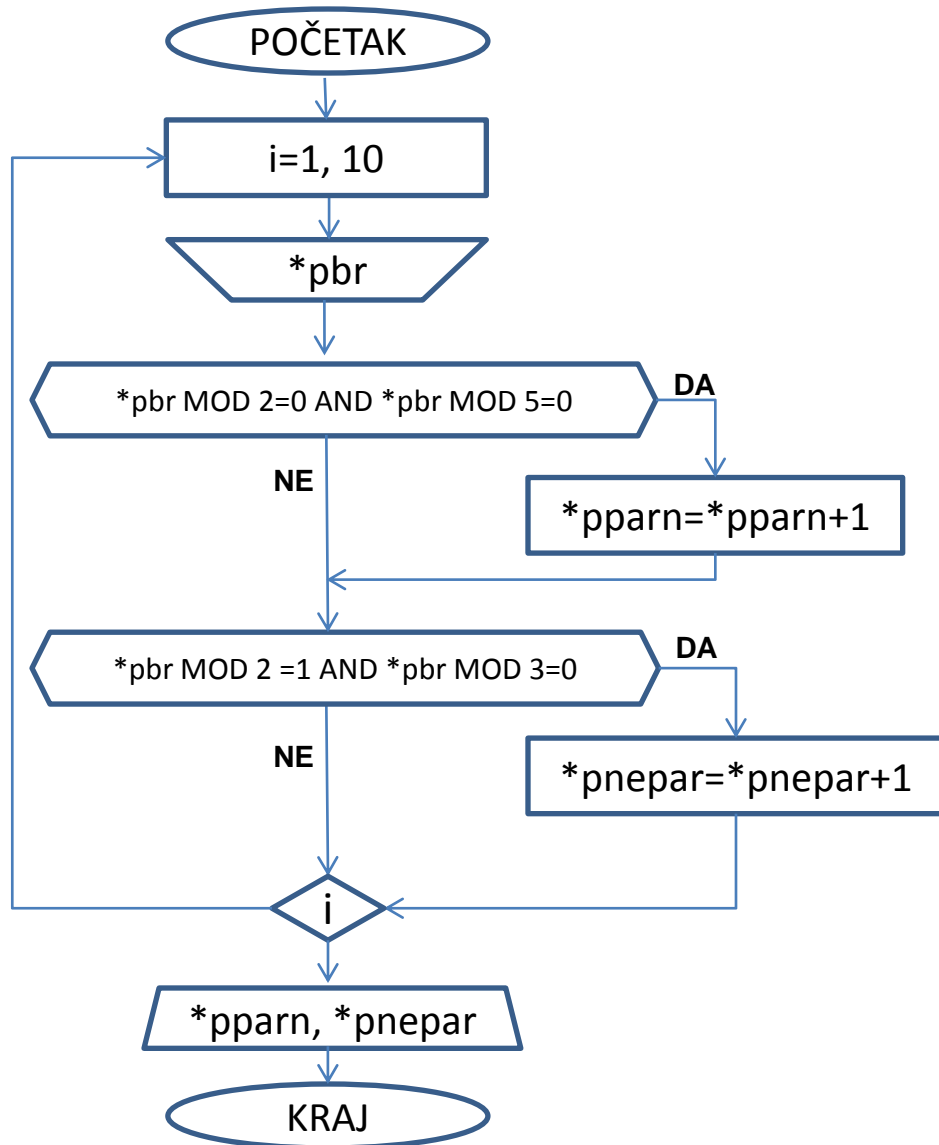 POČETAK
i=1, 10
*pbr
*pbr MOD 2=0 AND *pbr MOD 5=0
DA
NE
*pparn=*pparn+1
*pbr MOD 2 =1 AND *pbr MOD 3=0
DA
NE
*pnepar=*pnepar+1
i
*pparn, *pnepar
KRAJ